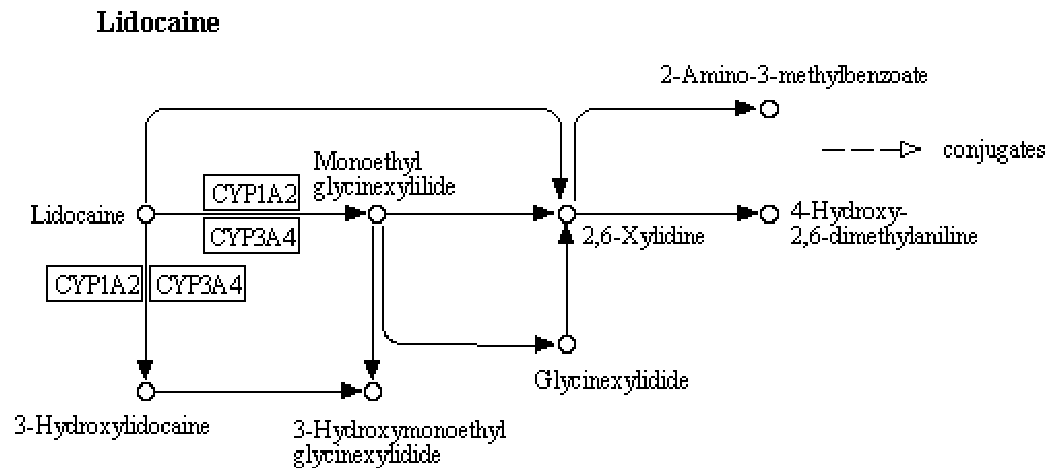 Lidocaine
2-Amino-3-methylbenzoate
conjugates
Monoethyl
glycinexylilide
CYP1A2
Lidocaine
CYP3A4
2,6-Xylidine
4-Hydroxy-
2,6-dimethylaniline
CYP1A2 CYP3A4
Glycinexylidide
3-Hydroxylidocaine
3-Hydroxymonoethyl
glycinexylidide